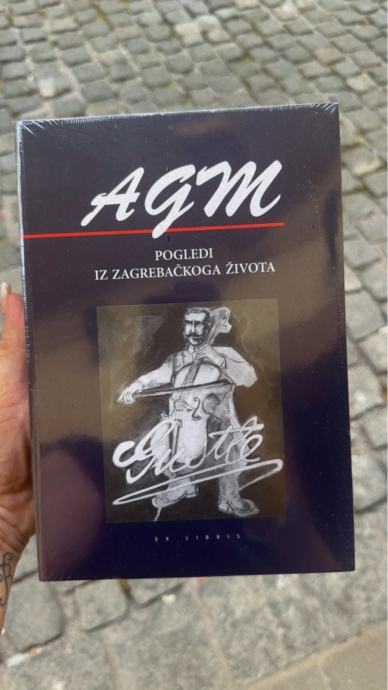 AGM
POGLEDI
IZ ZAGREBAČKOGA ŽIVOTA
EX LIBRIS